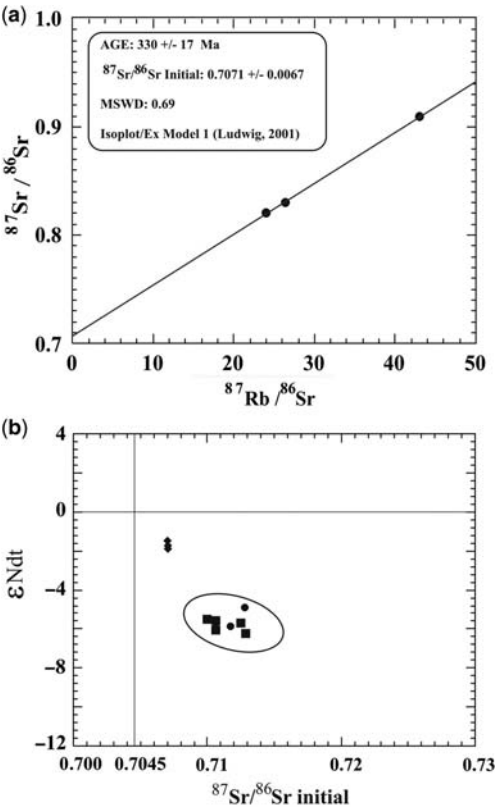 (a)
1.0
0.9
0.8
0.7
⁸⁷Sr / ⁸⁶Sr
AGE: 330 +/- 17 Ma
⁸⁷Sr/⁸⁶Sr Initial: 0.7071 +/- 0.0067
MSWD: 0.69
Isoplot/Ex Model 1 (Ludwig, 2001)
0 10 20 30 40 50
⁸⁷Rb /⁸⁶Sr
(b)
4
0
−4
−8
−12
εNdt
0.700 0.7045 0.71 0.72 0.73
⁸⁷Sr/⁸⁶Sr initial